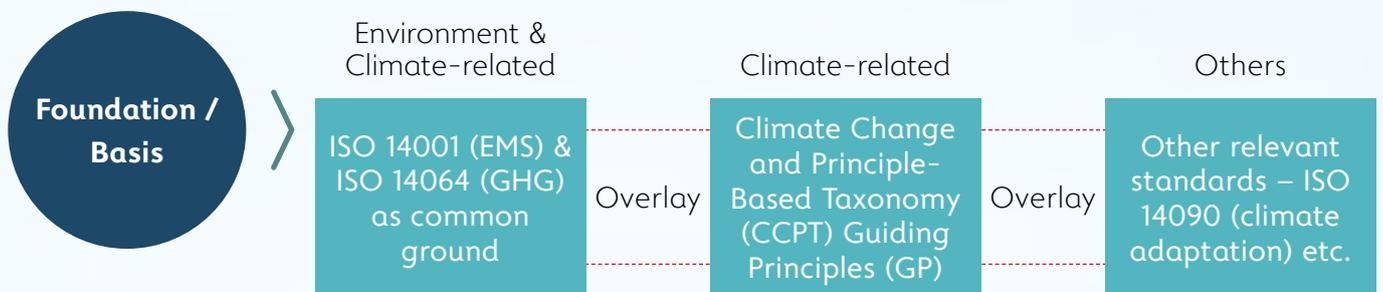 Foundation /
Basis
Environment &
Climate-related
ISO 14001 (EMS) &
ISO 14064 (GHG)
as common
ground
Overlay
Climate-related
Climate Change
and Principle-
Based Taxonomy
(CCPT) Guiding
Principles (GP)
Overlay
Others
Other relevant
standards – ISO
14090 (climate
adaptation) etc.